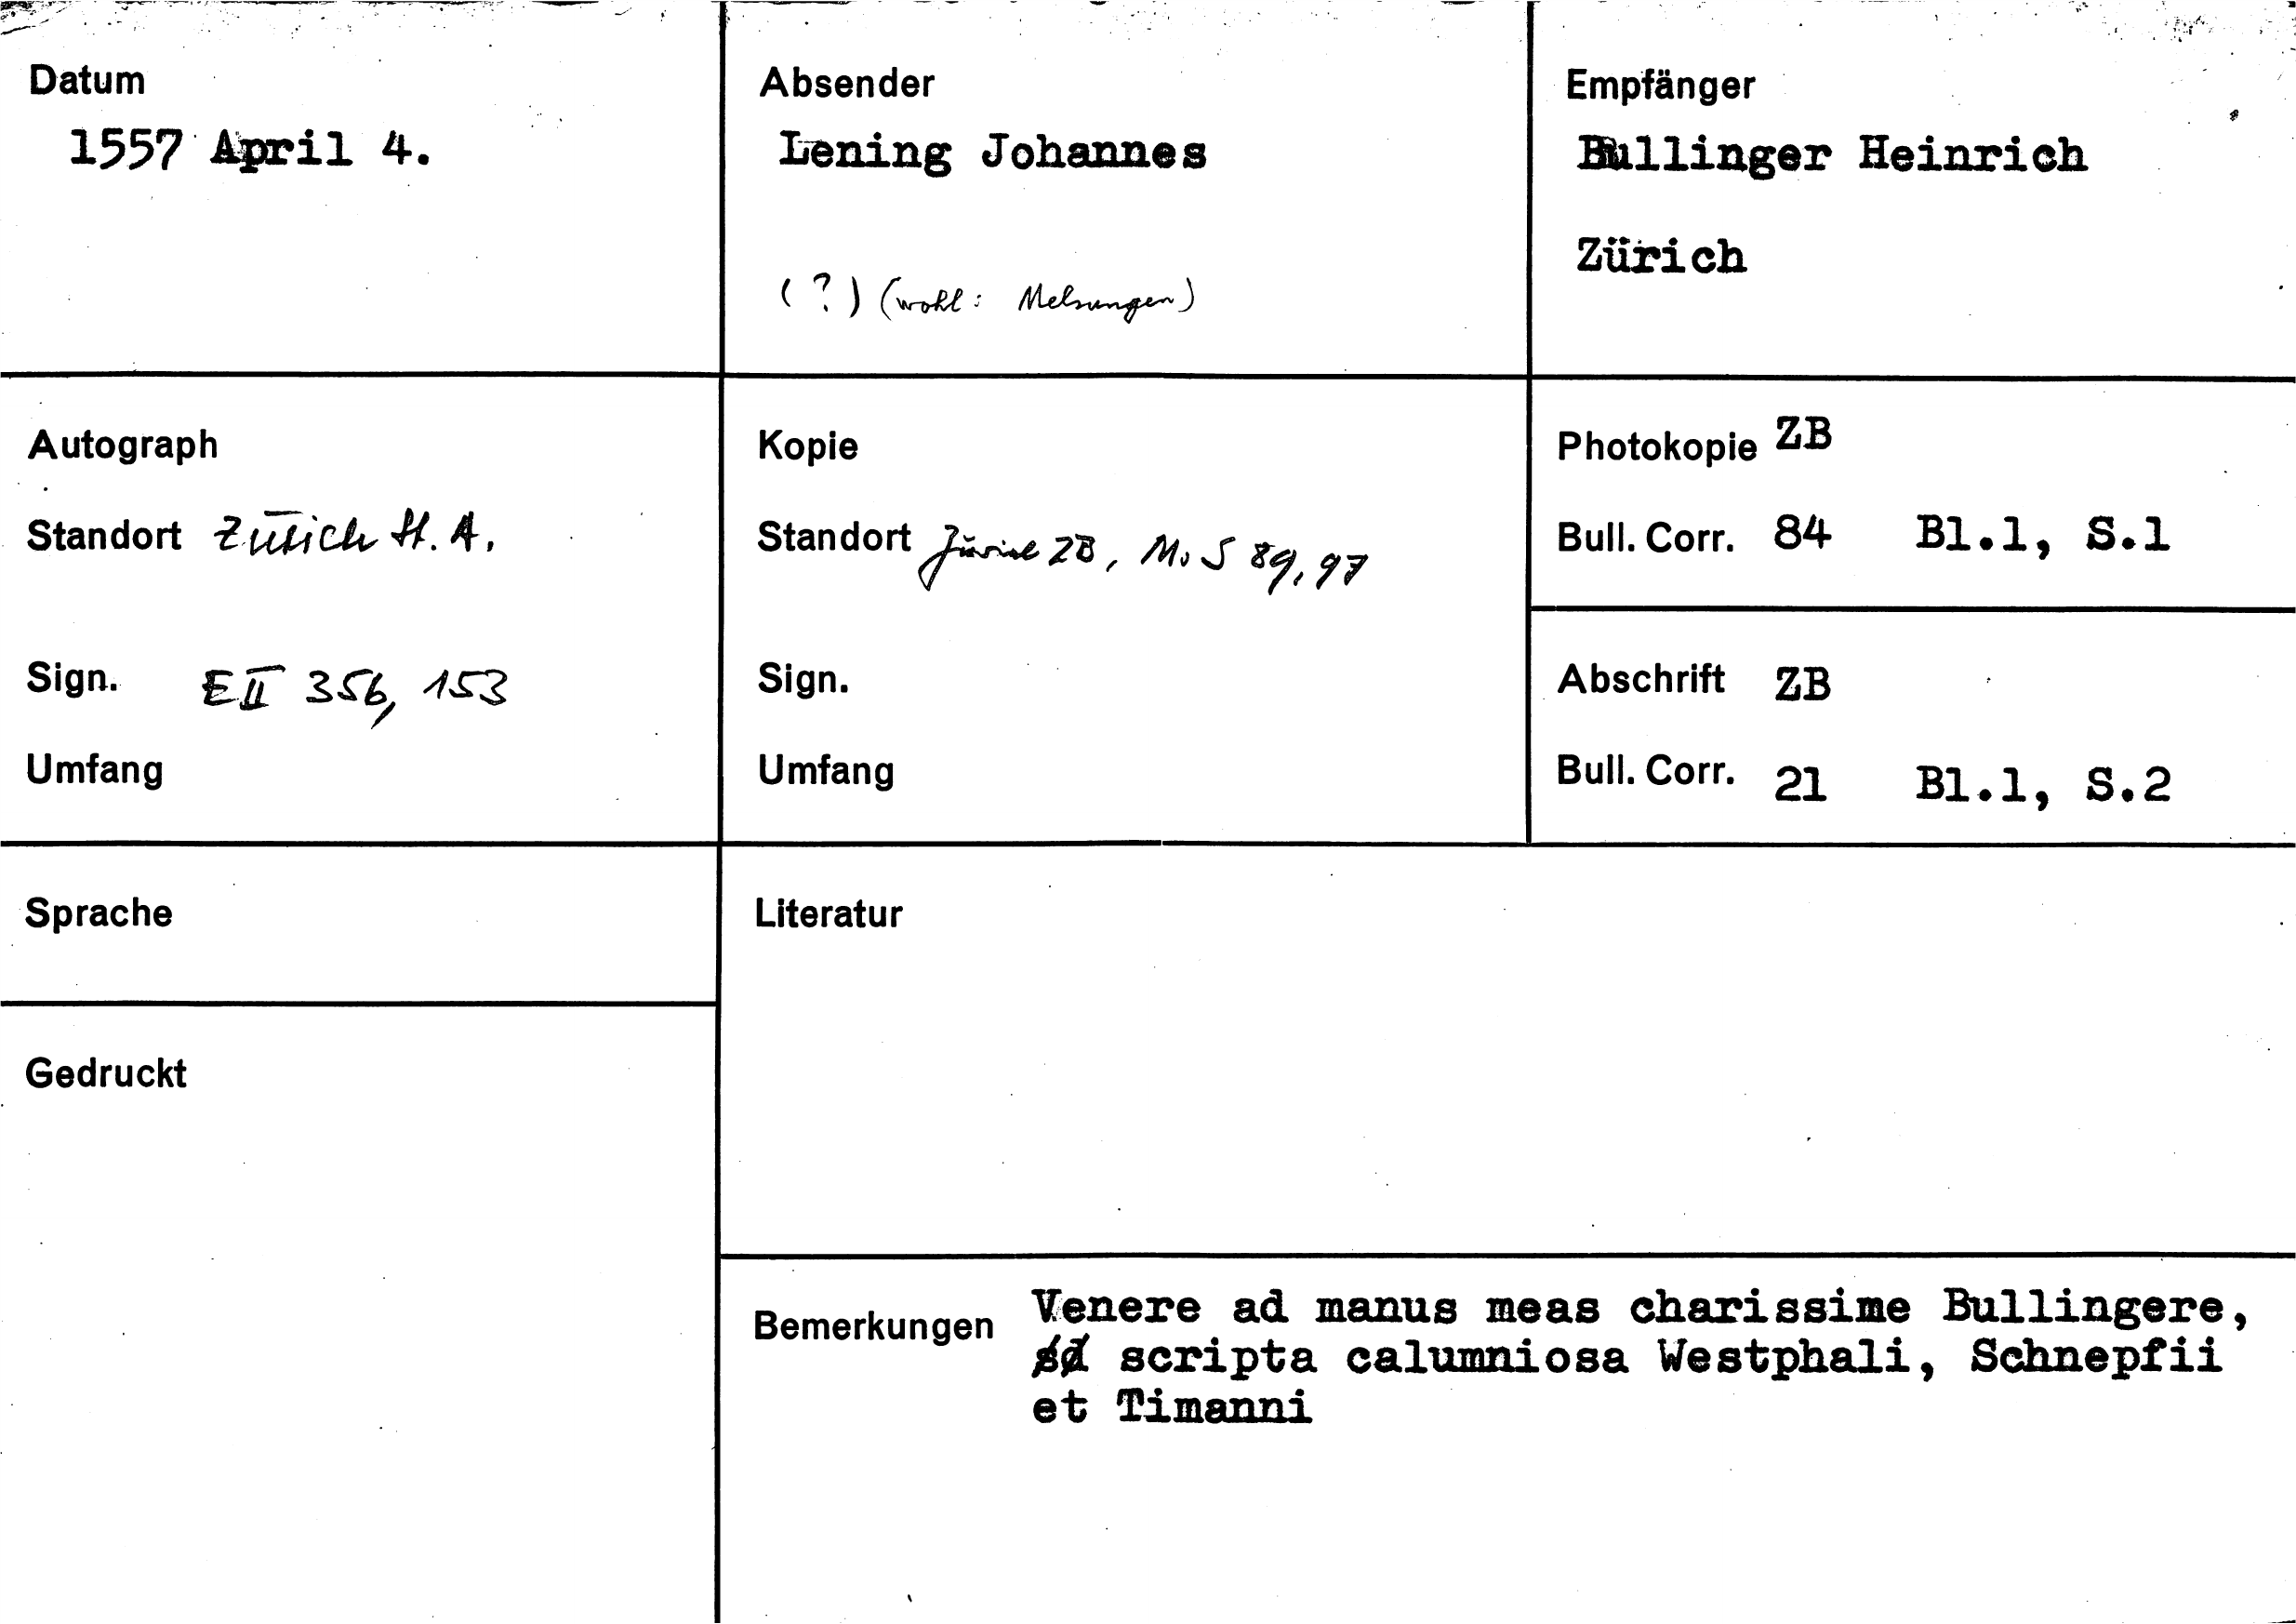 Datum
1557 April 4.
Absender
Lening Johannes
(?) (wohl: Melsungen)
Empfänger
Bullinger Heinrich
Zürich
Autograph
Standort Zürich St. A.
Sign. EII 356, 153
Umfang
Kopie
Standort Zürich ZB, Ms S 89, 97
Sign.
Umfang
Photokopie ZB
Bull. Corr. 84 Bl.1, S.1
Abschrift ZB
Bull. Corr. 21 Bl.1, S.2
Sprache
Gedruckt
Literatur
Bemerkungen Venere ad manus meas charissime Bullingere,
scripta calumniosa Westphali, Schnepfii
et Timanni